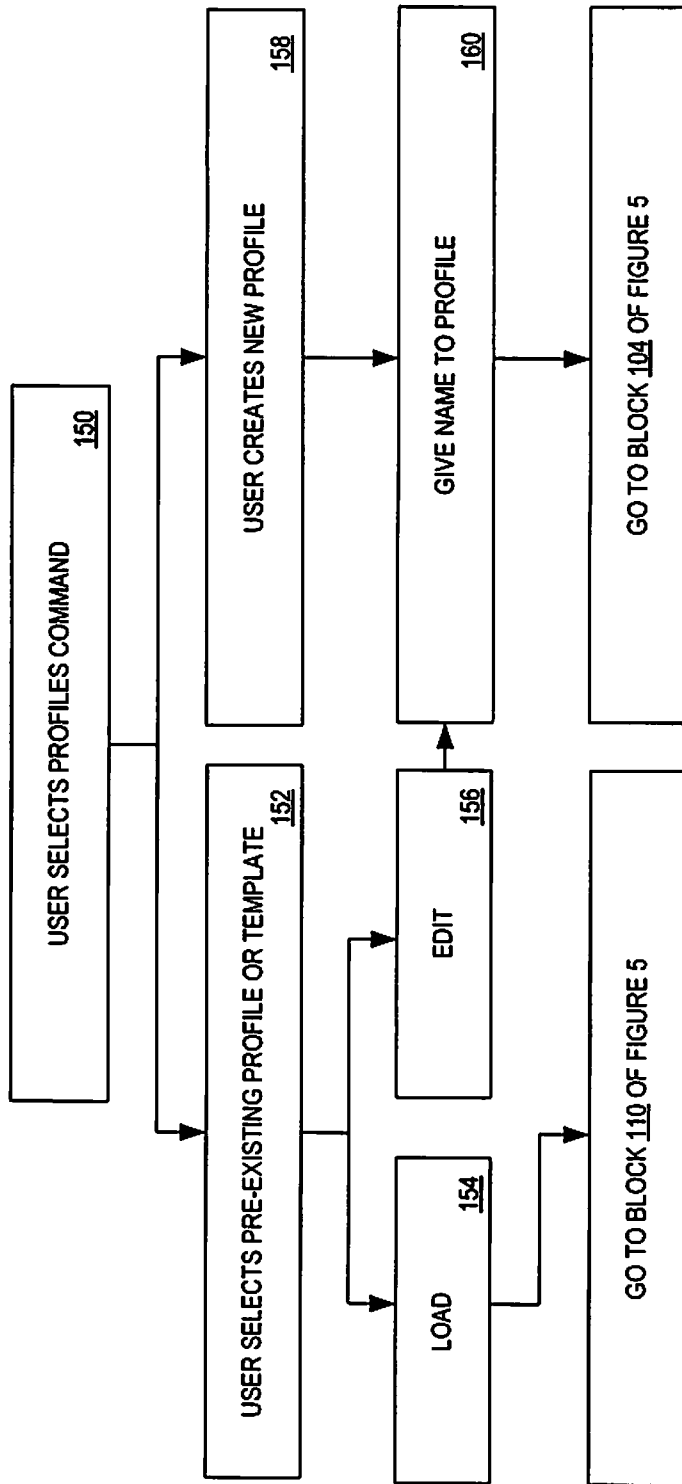 USER SELECTS PROFILES COMMAND
150
USER SELECTS PRE-EXISTING PROFILE OR TEMPLATE
152
USER CREATES NEW PROFILE
158
LOAD
154
EDIT
156
GIVE NAME TO PROFILE
160
GO TO BLOCK 110 OF FIGURE 5
GO TO BLOCK 104 OF FIGURE 5